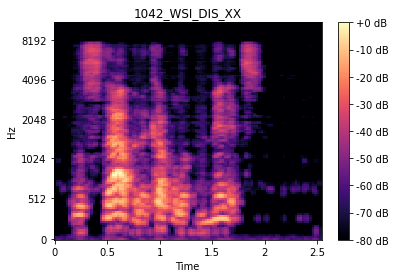 1042_WSI_DIS_XX
+0 dB
8192
-10 dB
4096
-20 dB
-30 dB
2048
Hz
-40 dB
1024
-50 dB
512
-60 dB
-70 dB
0
-80 dB
0 0.5 1 1.5 2 2.5
Time